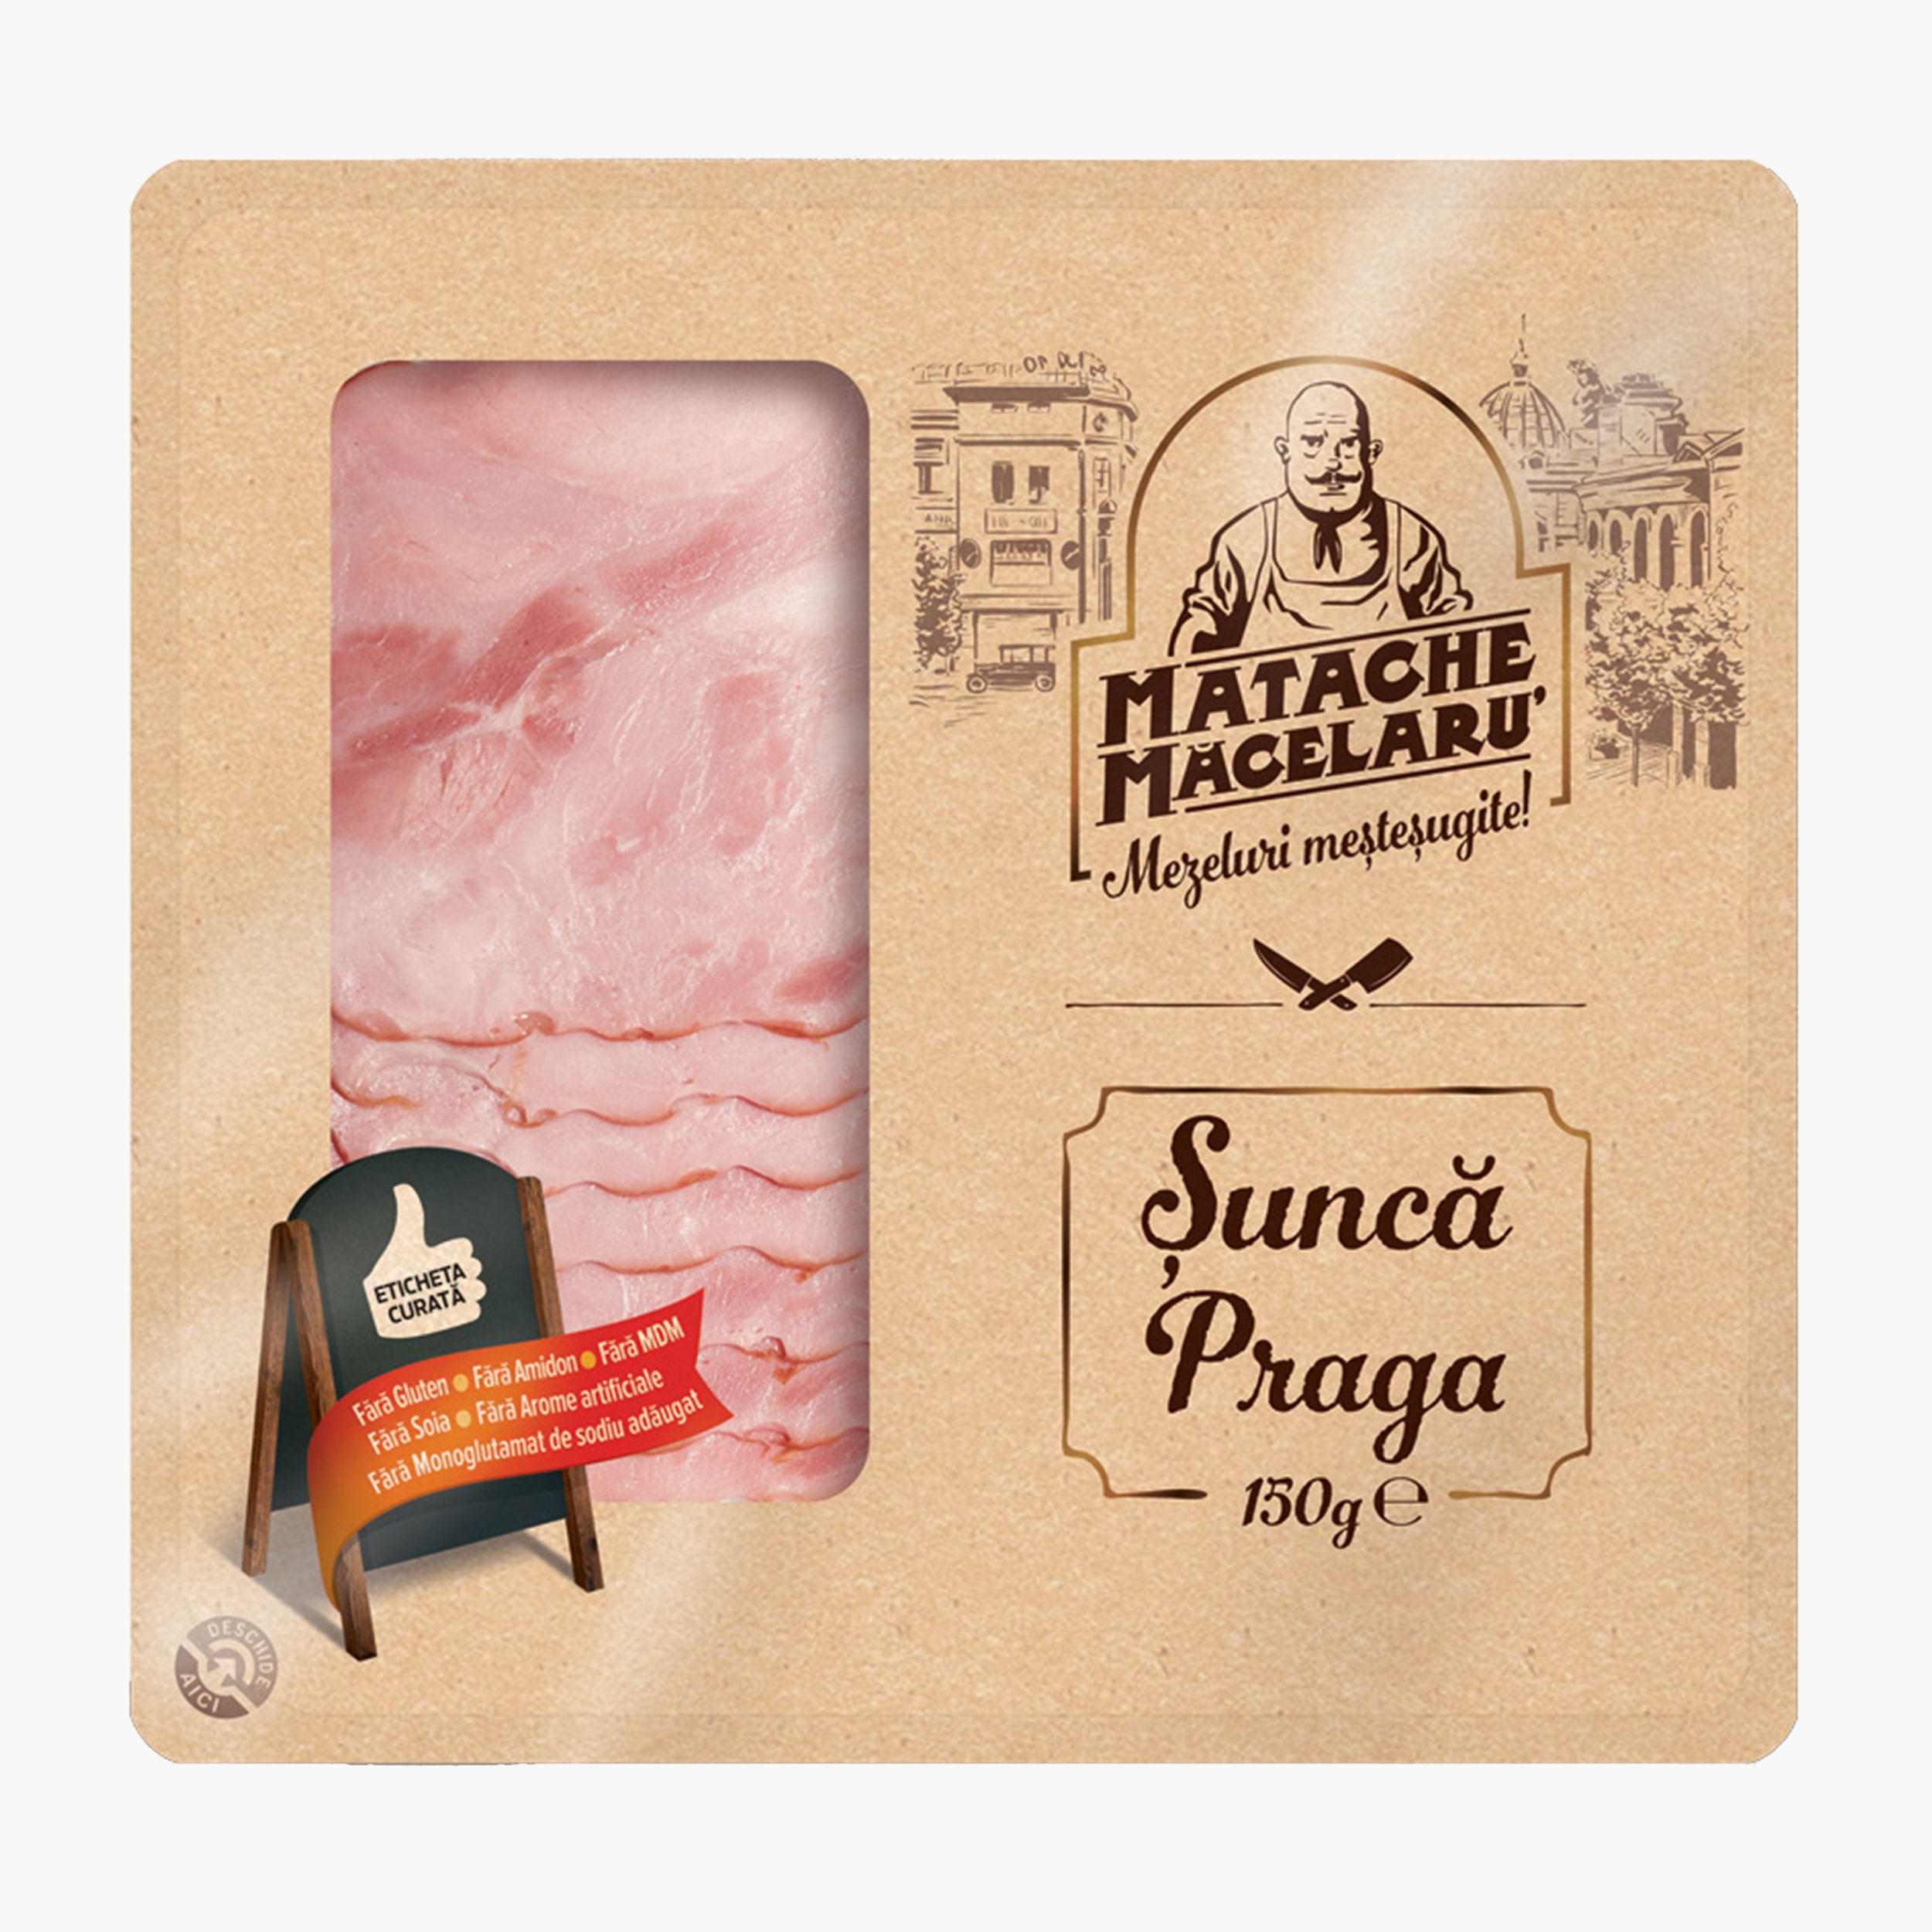 MATACHE
MĂCELARU'
Mezeluri meșteșugite!
Șuncă
Praga
150g ℮
ETICHETA
CURATĂ
Fără Gluten • Fără Amidon • Fără MDM
Fără Soia • Fără Arome artificiale
Fără Monoglutamat de sodiu adăugat
DESCHIDE
AICI